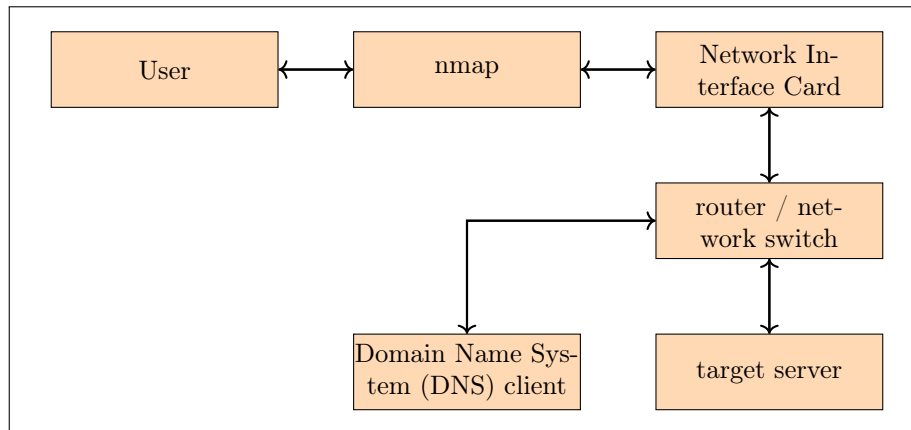 User
nmap
Network In-
terface Card
router / net-
work switch
Domain Name Sys-
tem (DNS) client
target server